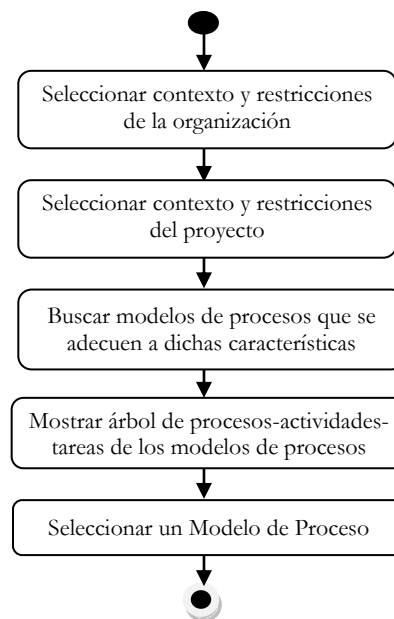 Seleccionar contexto y restricciones
de la organización
Seleccionar contexto y restricciones
del proyecto
Buscar modelos de procesos que se
adecuen a dichas características
Mostrar árbol de procesos-actividades-
tareas de los modelos de procesos
Seleccionar un Modelo de Proceso